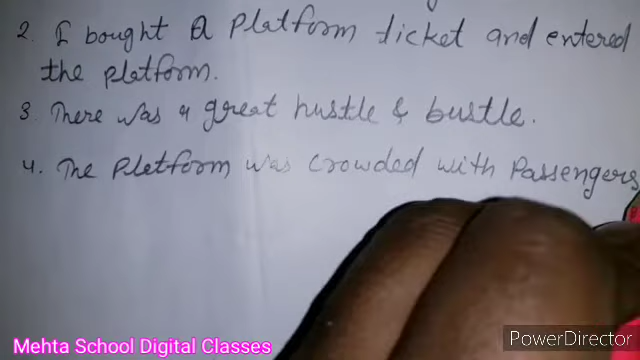 2. I bought a platform ticket and entered
the platform.
3. There was a great hustle & bustle.
4. The platform was crowded with passengers
Mehta School Digital Classes
PowerDirector